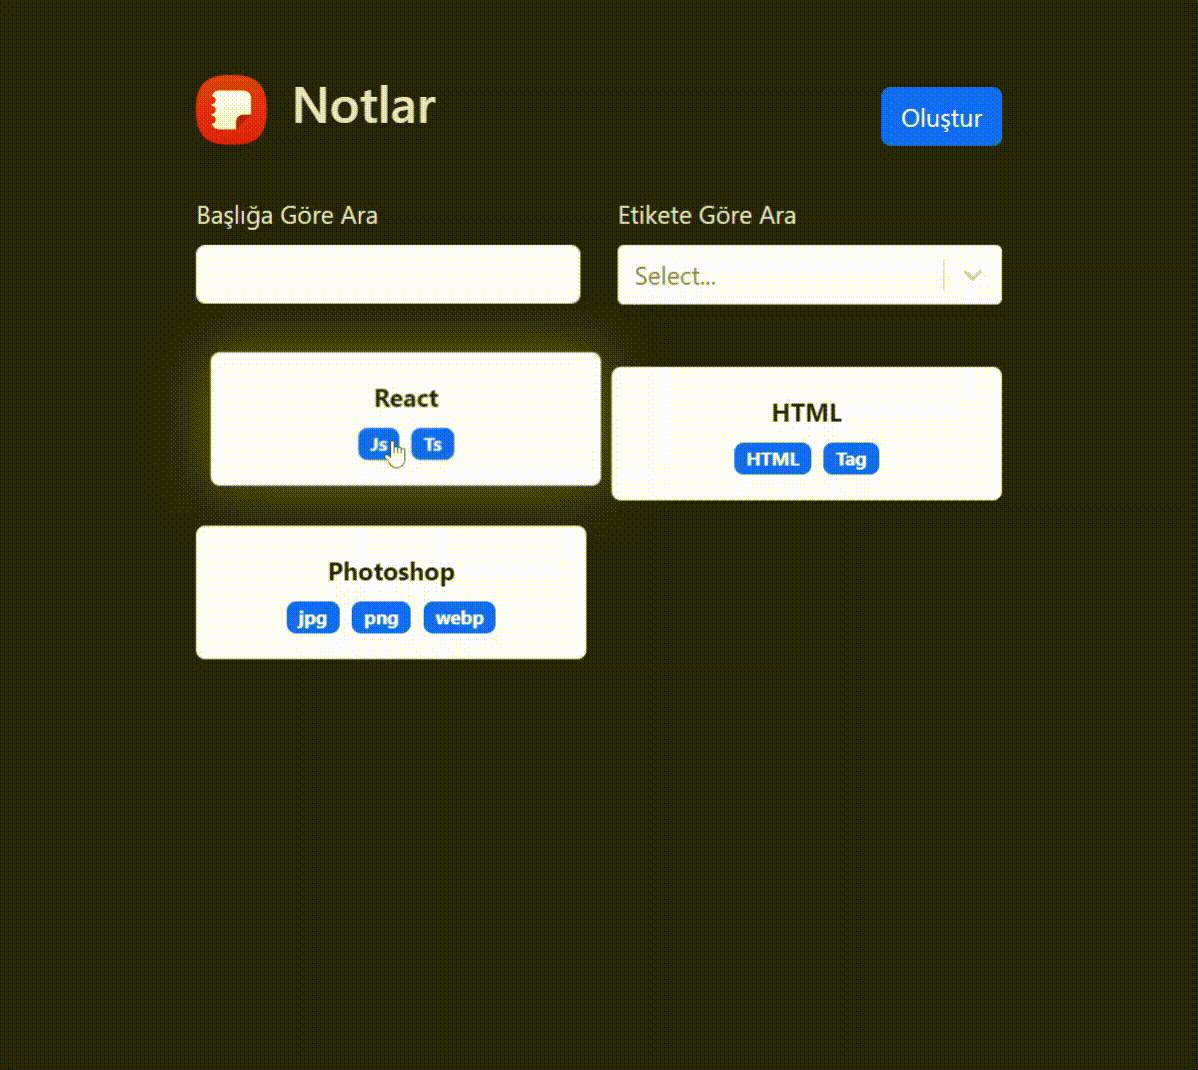 Notlar
Oluştur
Başlığa Göre Ara
Etikete Göre Ara
Select...
React
Js Ts
HTML
HTML Tag
Photoshop
jpg png webp